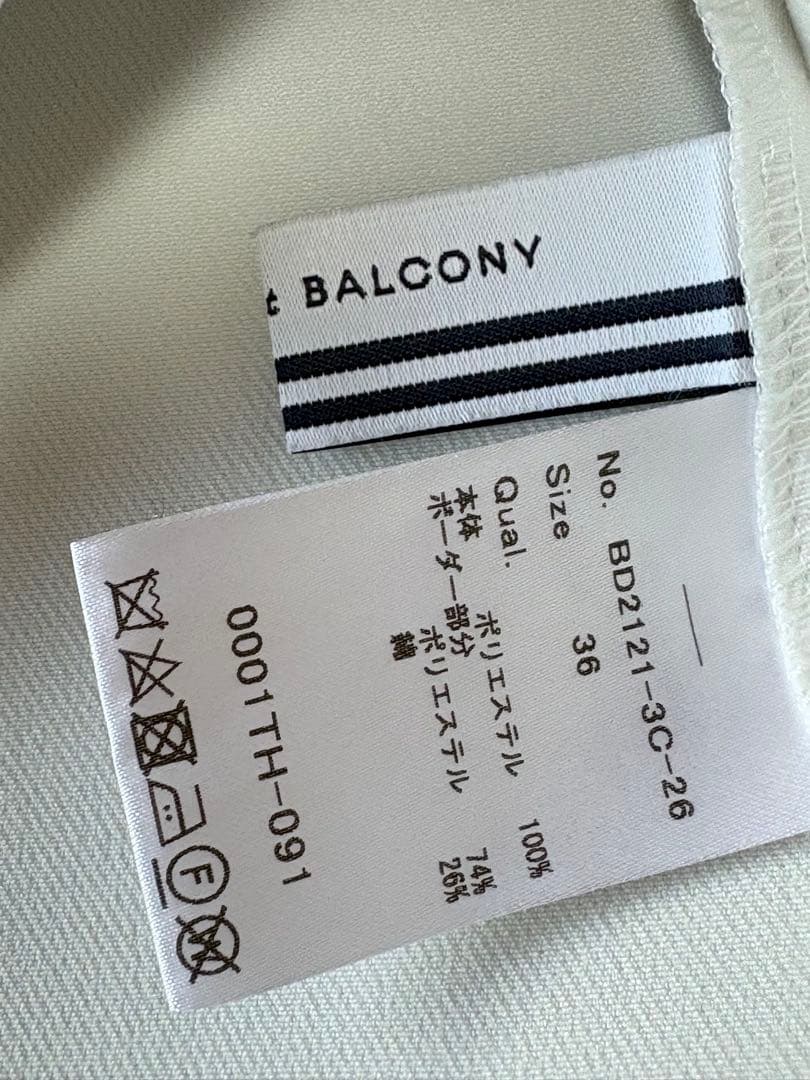 t BALCONY
No. BD2121-3C-26
Size 36
Qual.
本体 ポリエステル 100%
ボーダー部分 ポリエステル 74%
26%
0001TH-091
F
W